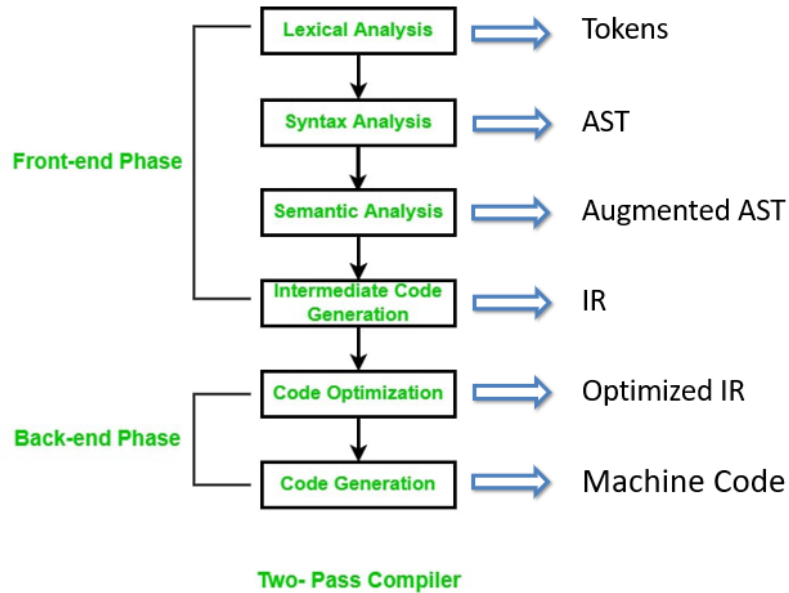 Lexical Analysis
Tokens
Syntax Analysis
AST
Front-end Phase
Semantic Analysis
Augmented AST
Intermediate Code
Generation
IR
Code Optimization
Optimized IR
Back-end Phase
Code Generation
Machine Code
Two- Pass Compiler